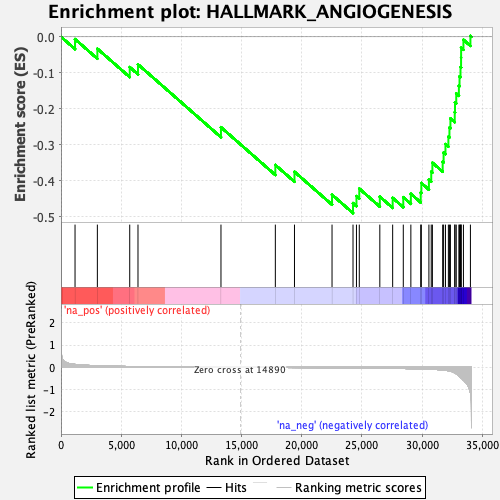 Enrichment plot: HALLMARK_ANGIOGENESIS
Enrichment score (ES)
0.0
-0.1
-0.2
-0.3
-0.4
-0.5
'na_pos' (positively correlated)
Ranked list metric (PreRanked)
2
1
0
-1
-2
Zero cross at 14890
'na_neg' (negatively correlated)
0
5,000
10,000
15,000
20,000
25,000
30,000
35,000
Rank in Ordered Dataset
Enrichment profile
Hits
Ranking metric scores